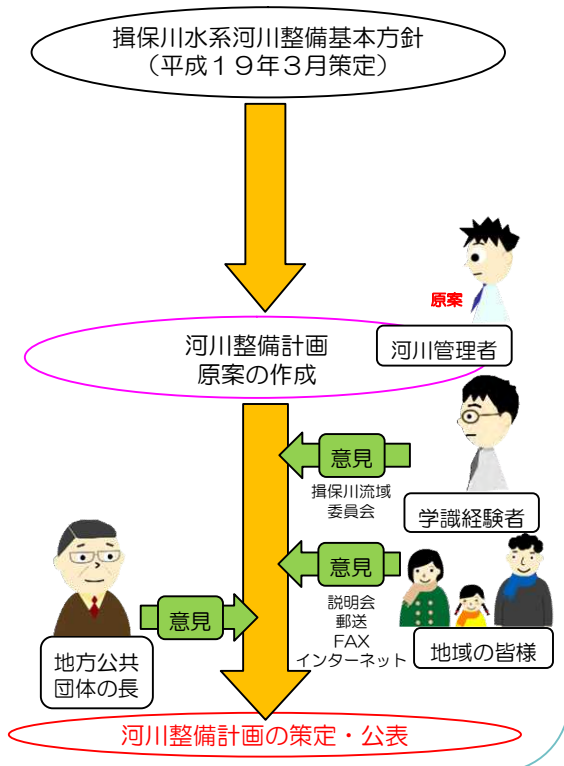 揖保川水系河川整備基本方針
（平成１９年３月策定）
原案
河川管理者
河川整備計画
原案の作成
意見
揖保川流域
委員会
学識経験者
意見
説明会
郵送
FAX
インターネット
地域の皆様
意見
地方公共
団体の長
河川整備計画の策定・公表